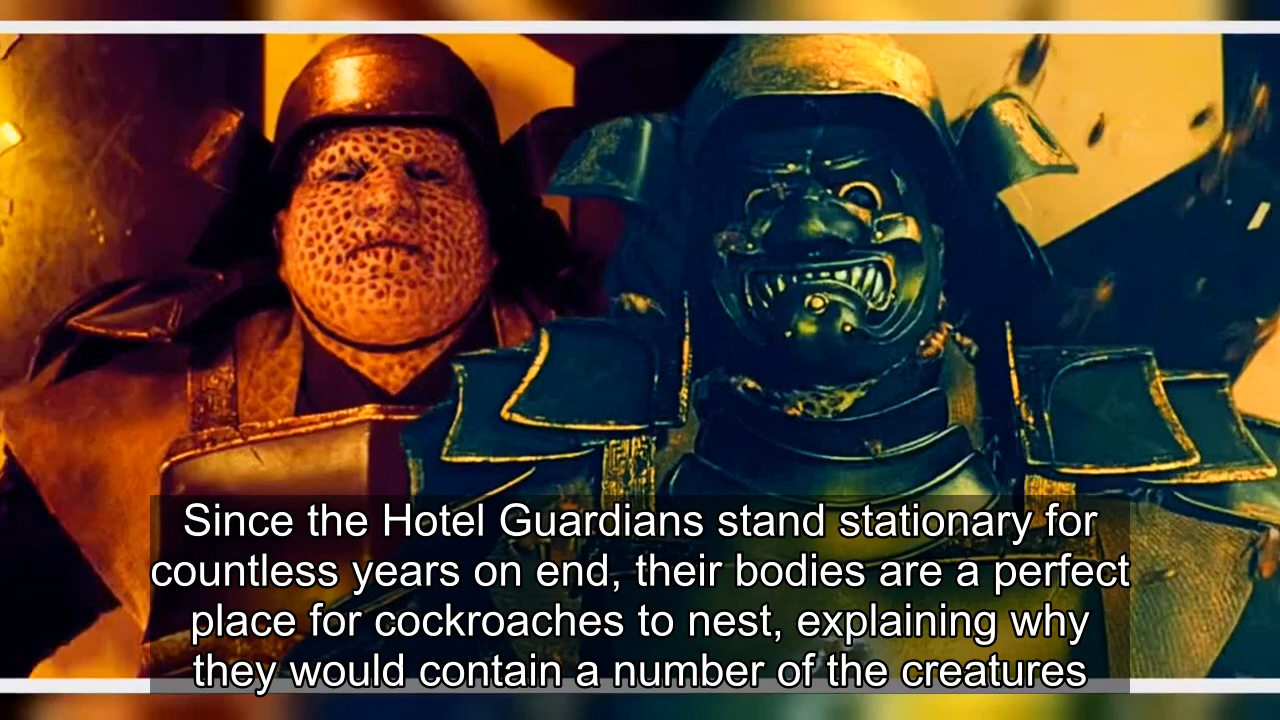 Since the Hotel Guardians stand stationary for
countless years on end, their bodies are a perfect
place for cockroaches to nest, explaining why
they would contain a number of the creatures